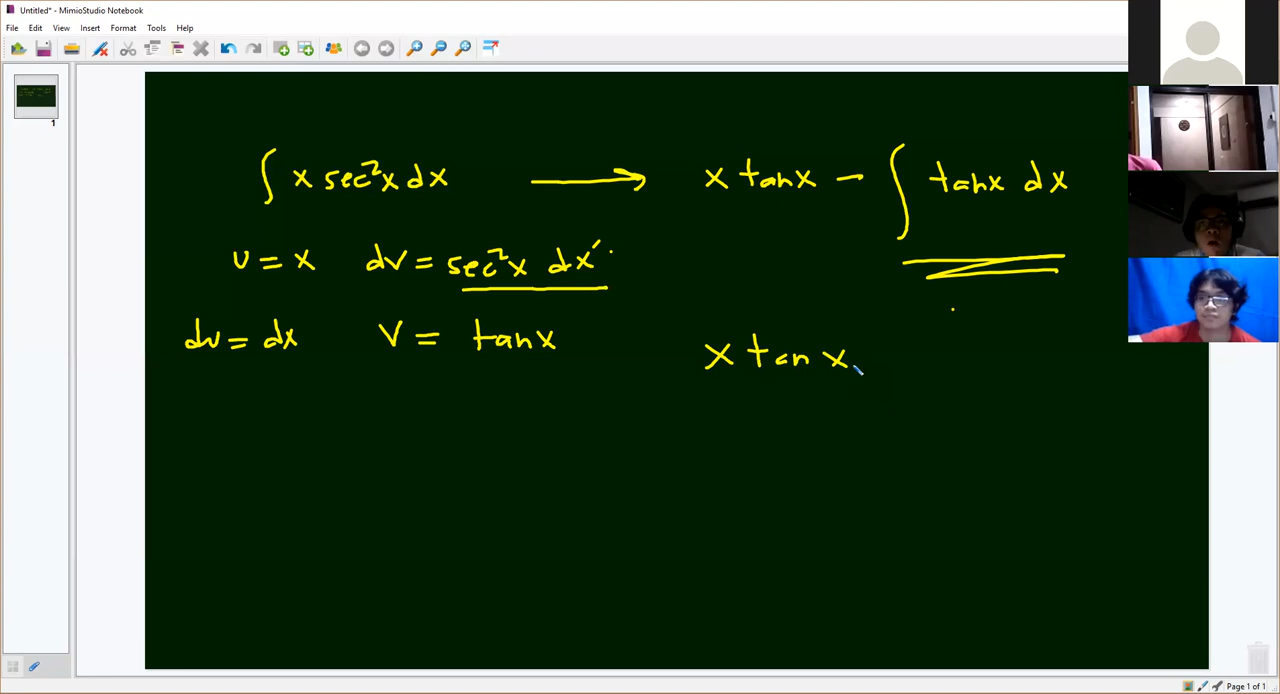 Untitled* - MimioStudio Notebook
File Edit View Insert Format Tools Help
1
∫ x sec²x dx → x tanx − ∫ tanx dx
u = x dv = sec²x dx
du = dx v = tanx
x tan x
Page 1 of 1